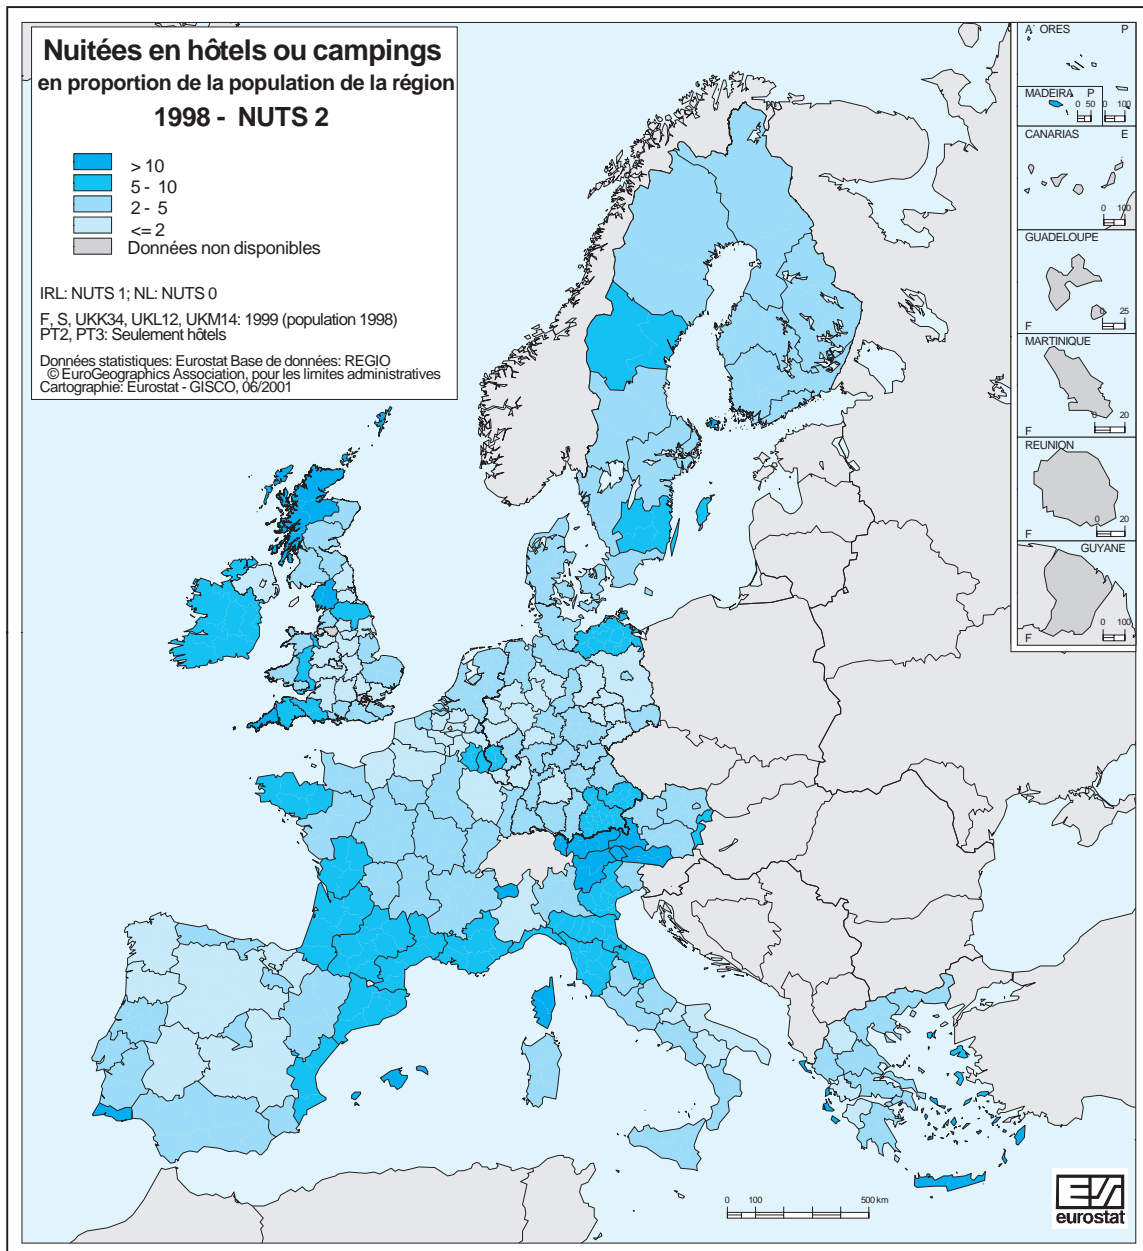 Nuitées en hôtels ou campings
en proportion de la population de la région
1998 - NUTS 2
> 10
5 - 10
2 - 5
<= 2
Données non disponibles
IRL: NUTS 1; NL: NUTS 0
F, S, UKK34, UKL12, UKM14: 1999 (population 1998)
PT2, PT3: Seulement hôtels
Données statistiques: Eurostat Base de données: REGIO
© EuroGeographics Association, pour les limites administratives
Cartographie: Eurostat - GISCO, 06/2001
A ORES P
MADEIRA P
0 50 0 100
CANARIAS E
0 100
GUADELOUPE
25
F
MARTINIQUE
0 20
F
REUNION
0 20
F
GUYANE
0 100
F
0 100 500 km
eurostat